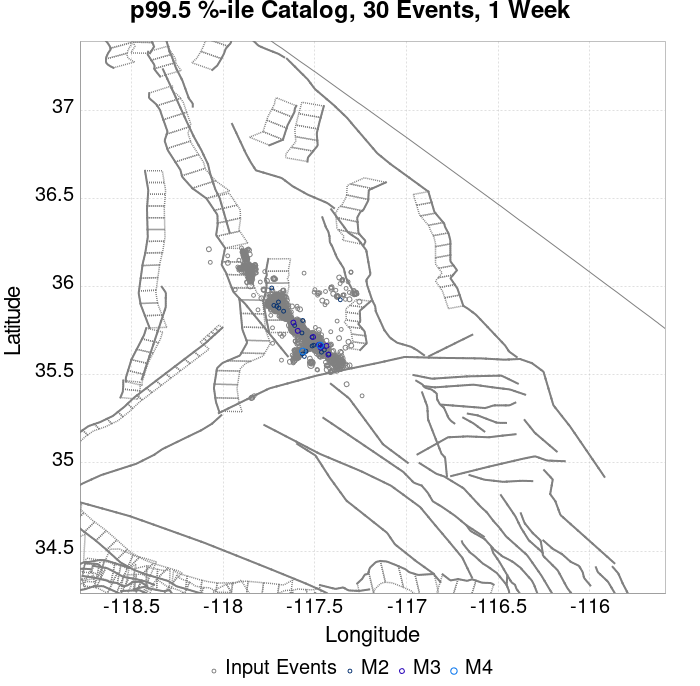 p99.5 %-ile Catalog, 30 Events, 1 Week
37
36.5
36
35.5
35
34.5
Latitude
-118.5 -118 -117.5 -117 -116.5 -116
Longitude
Input Events M2 M3 M4